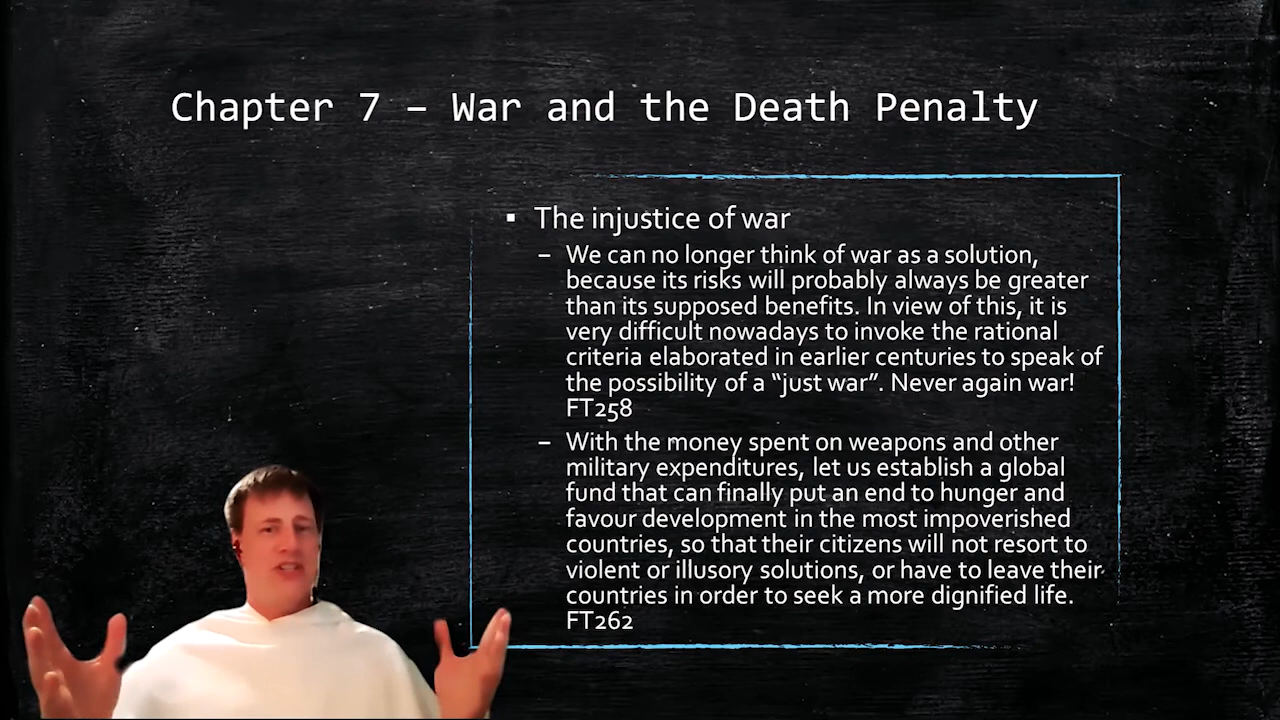 Chapter 7 – War and the Death Penalty
▪ The injustice of war
– We can no longer think of war as a solution,
because its risks will probably always be greater
than its supposed benefits. In view of this, it is
very difficult nowadays to invoke the rational
criteria elaborated in earlier centuries to speak of
the possibility of a “just war”. Never again war!
FT258
– With the money spent on weapons and other
military expenditures, let us establish a global
fund that can finally put an end to hunger and
favour development in the most impoverished
countries, so that their citizens will not resort to
violent or illusory solutions, or have to leave their
countries in order to seek a more dignified life.
FT262